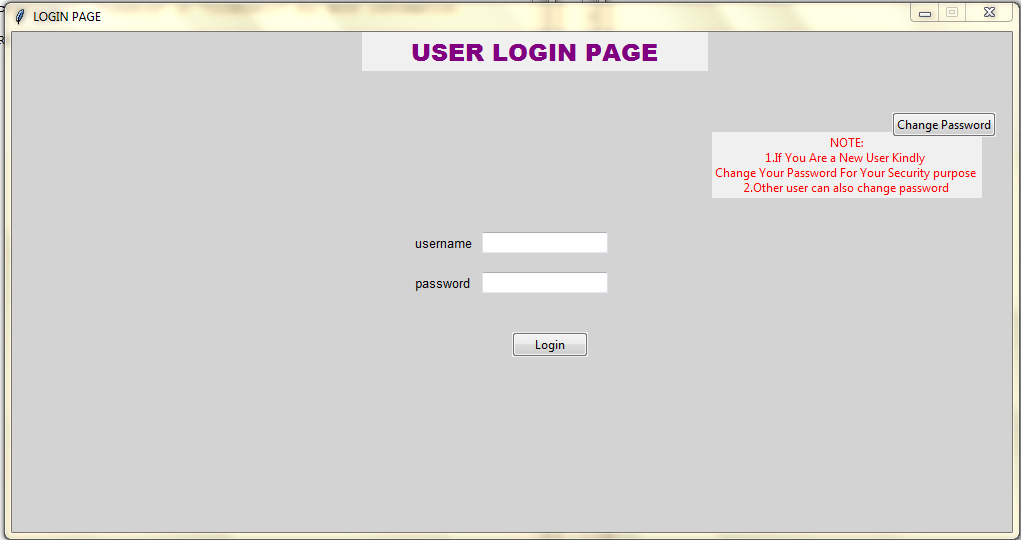 LOGIN PAGE
USER LOGIN PAGE
Change Password
NOTE:
1.If You Are a New User Kindly
Change Your Password For Your Security purpose
2.Other user can also change password
username
password
Login